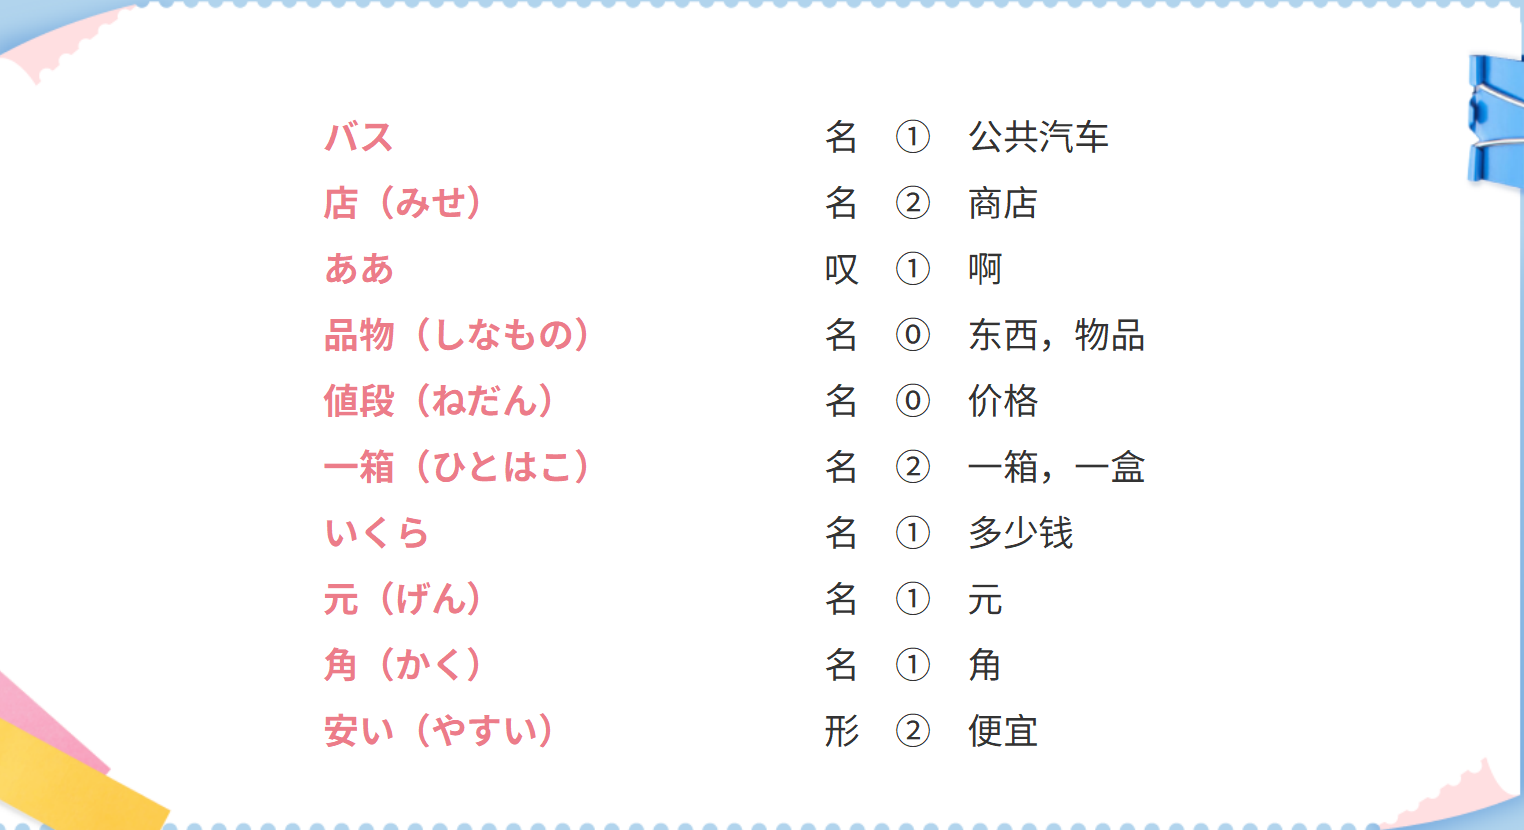 バス 名 ① 公共汽车
店（みせ） 名 ② 商店
ああ 叹 ① 啊
品物（しなもの） 名 ⓪ 东西，物品
値段（ねだん） 名 ⓪ 价格
一箱（ひとはこ） 名 ② 一箱，一盒
いくら 名 ① 多少钱
元（げん） 名 ① 元
角（かく） 名 ① 角
安い（やすい） 形 ② 便宜